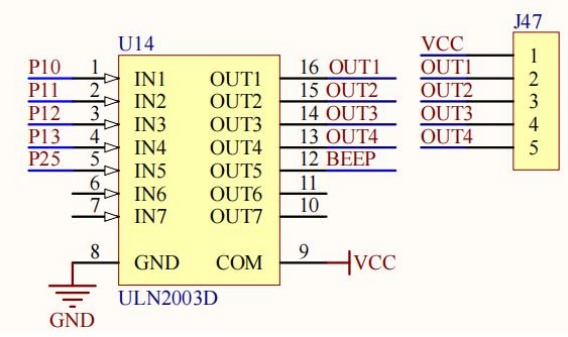 U14
P10 1 IN1 OUT1 16 OUT1
P11 2 IN2 OUT2 15 OUT2
P12 3 IN3 OUT3 14 OUT3
P13 4 IN4 OUT4 13 OUT4
P25 5 IN5 OUT5 12 BEEP
6 IN6 OUT6 11
7 IN7 OUT7 10
8 GND COM 9 VCC
ULN2003D
GND
J47
VCC 1
OUT1 2
OUT2 3
OUT3 4
OUT4 5